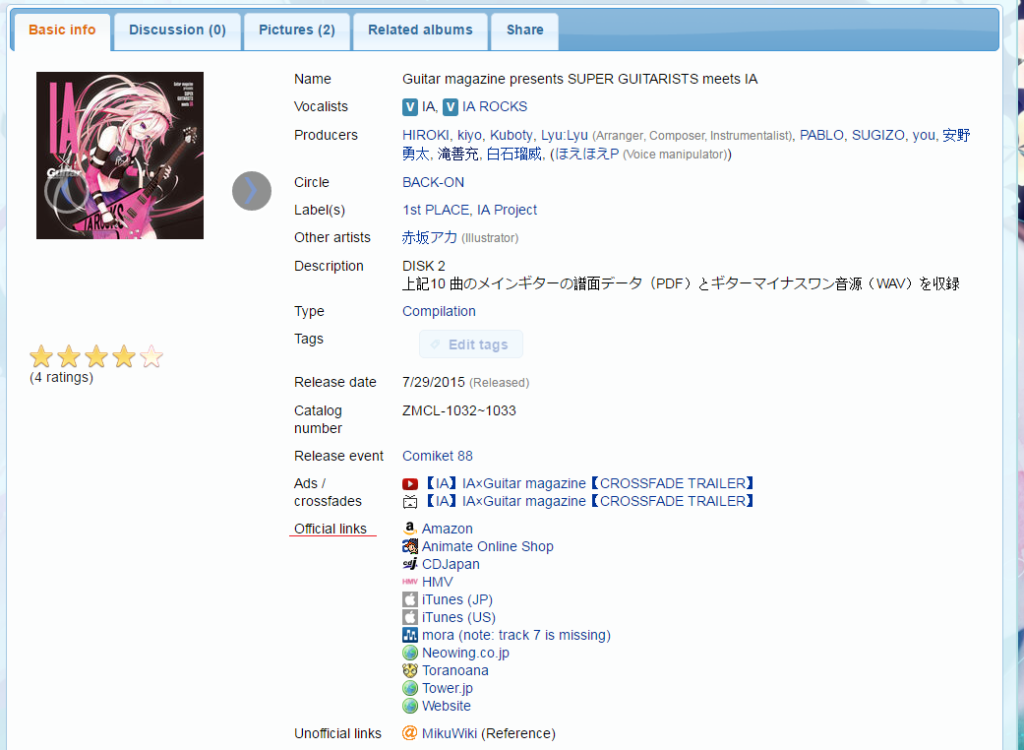 Basic info
Discussion (0)
Pictures (2)
Related albums
Share
IA
Guitar
IA ROCKS
Name Guitar magazine presents SUPER GUITARISTS meets IA
Vocalists V IA, V IA ROCKS
Producers HIROKI, kiyo, Kuboty, Lyu:Lyu (Arranger, Composer, Instrumentalist), PABLO, SUGIZO, you, 安野
勇太, 滝善充, 白石瑠威, (ほえほえP (Voice manipulator))
Circle BACK-ON
Label(s) 1st PLACE, IA Project
Other artists 赤坂アカ (Illustrator)
Description DISK 2
上記10 曲のメインギターの譜面データ（PDF）とギターマイナスワン音源（WAV）を収録
Type Compilation
Tags Edit tags
(4 ratings)
Release date 7/29/2015 (Released)
Catalog
number ZMCL-1032~1033
Release event Comiket 88
Ads /
crossfades
【IA】IA×Guitar magazine【CROSSFADE TRAILER】
【IA】IA×Guitar magazine【CROSSFADE TRAILER】
Official links a Amazon
Animate Online Shop
CDJapan
HMV HMV
iTunes (JP)
iTunes (US)
mora (note: track 7 is missing)
Neowing.co.jp
Toranoana
Tower.jp
Website
Unofficial links @ MikuWiki (Reference)